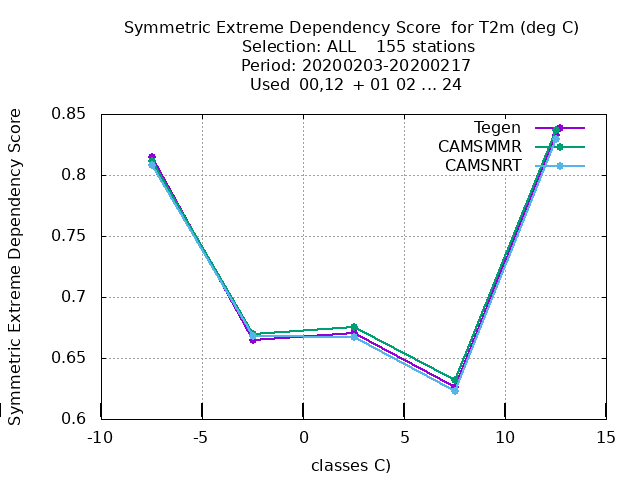 Symmetric Extreme Dependency Score for T2m (deg C)
Selection: ALL 155 stations
Period: 20200203-20200217
Used 00,12 + 01 02 ... 24
Symmetric Extreme Dependency Score
0.85
0.8
0.75
0.7
0.65
0.6
Tegen
CAMSMMR
CAMSNRT
-10 -5 0 5 10 15
classes C)